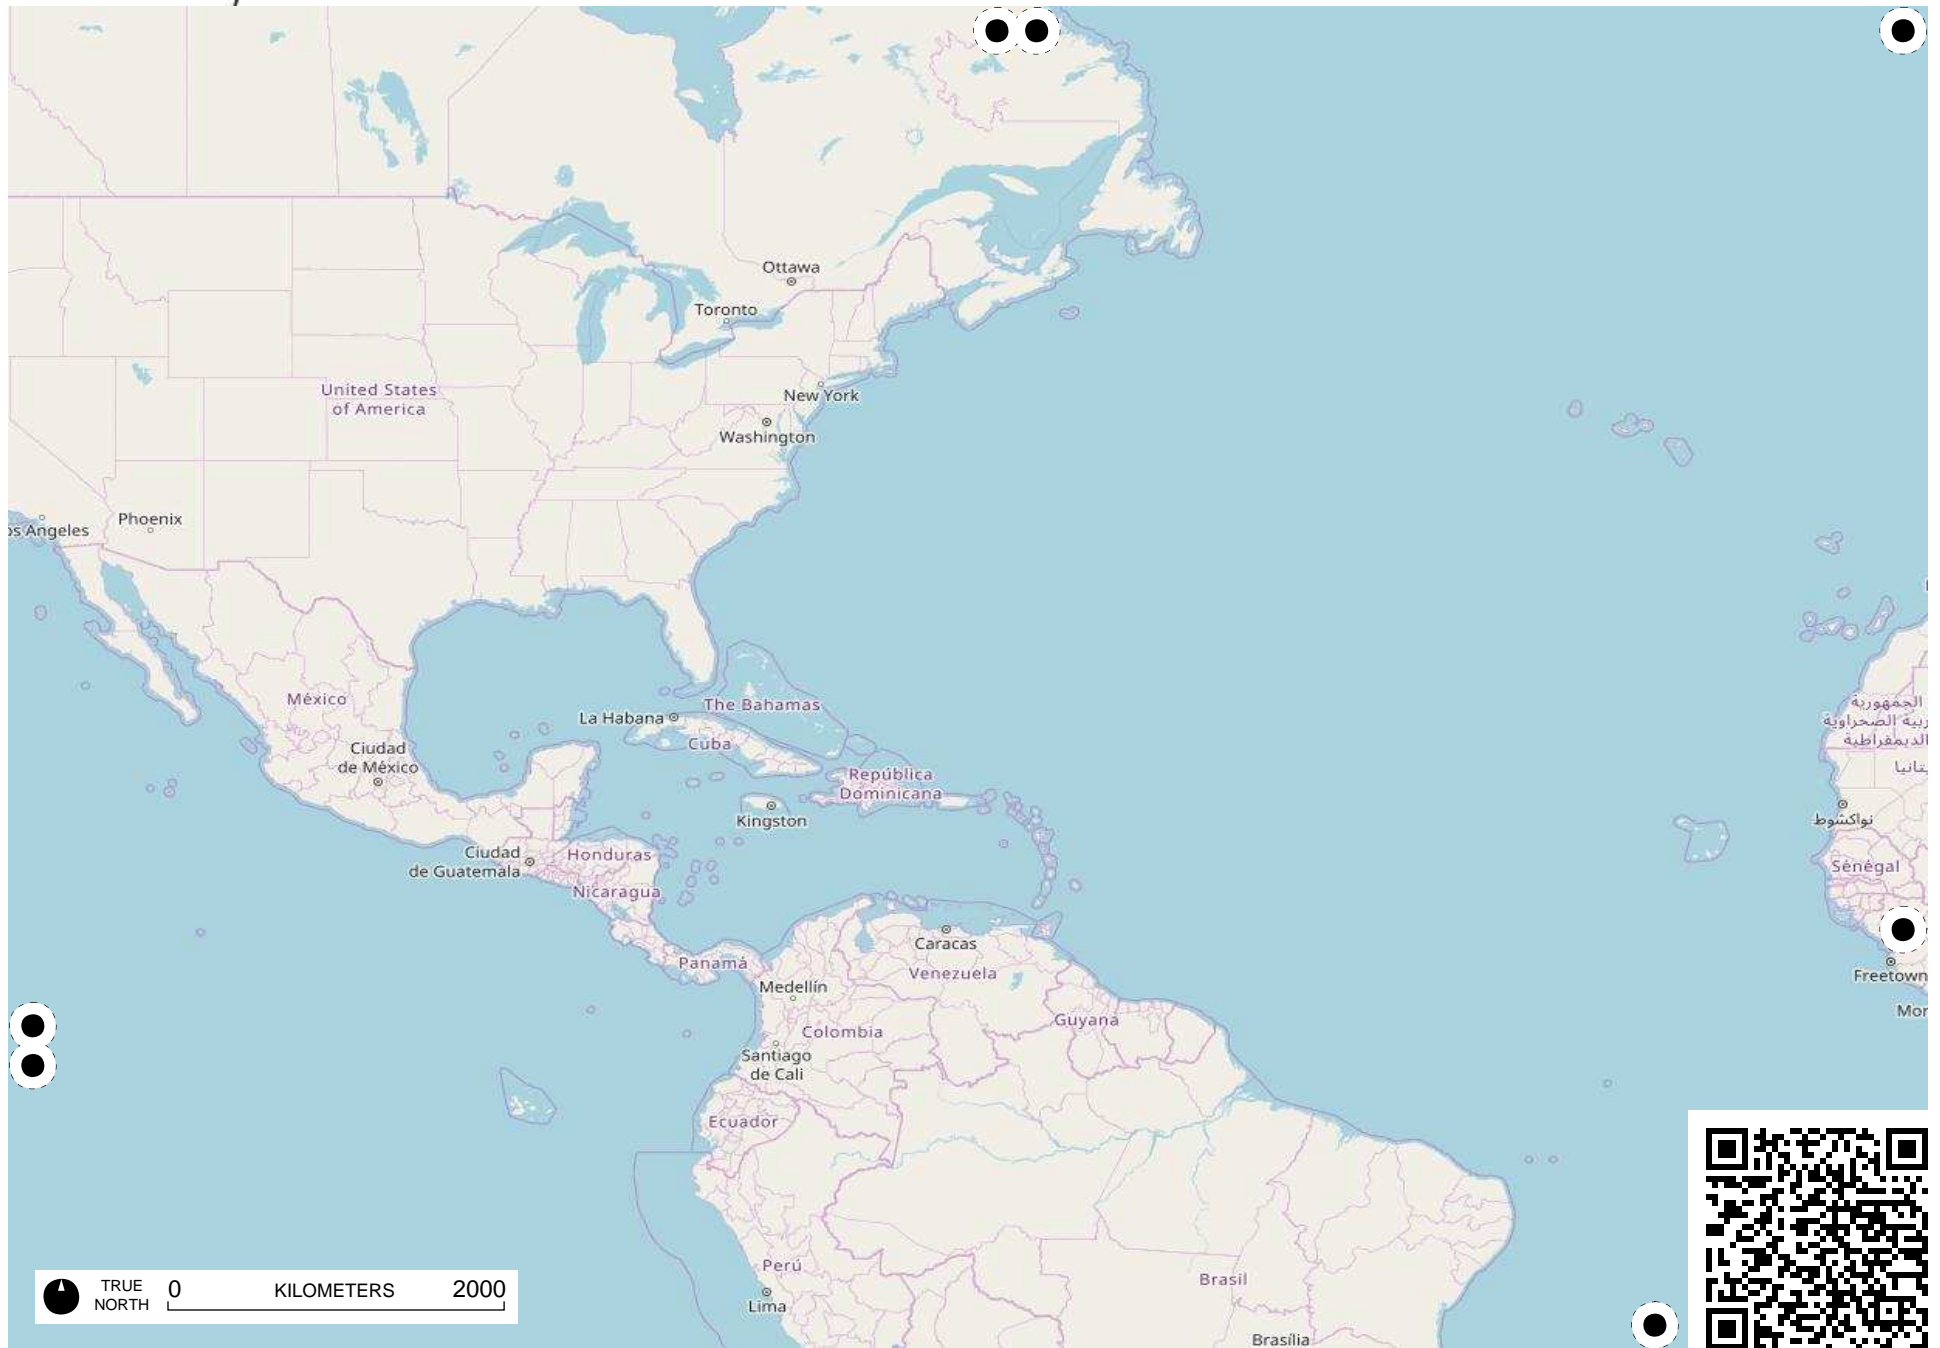 Ottawa
Toronto
United States
of America
New York
Washington
Phoenix
os Angeles
México
La Habana
The Bahamas
Cuba
Ciudad
de México
República
Dominicana
الجمهورية
ربية الصحراوية
الديمقراطية
يتانيا
Kingston
نواكشوط
Ciudad
de Guatemala
Honduras
Nicaragua
Sénégal
Caracas
Venezuela
Panamá
Medellín
Freetown
Colombia
Guyana
Mor
Santiago
de Cali
Ecuador
Perú
Brasil
Lima
Brasília
TRUE
NORTH
0 KILOMETERS 2000